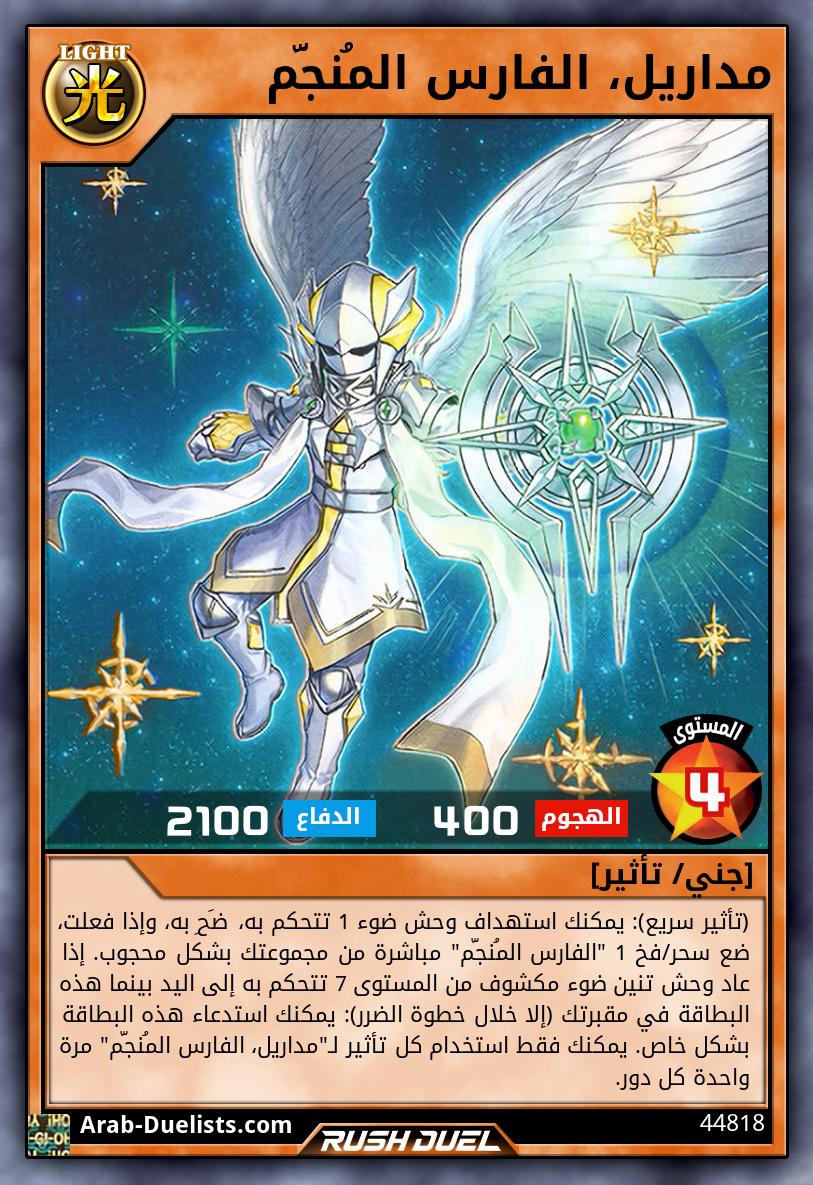 LIGHT
光
مداريل، الفارس المُنجّم
المستوى
4
الهجوم 400 الدفاع 2100
[جني/ تأثير]
(تأثير سريع): يمكنك استهداف وحش ضوء 1 تتحكم به، ضَحِ به، وإذا فعلت،
ضع سحر/فخ 1 "الفارس المُنجّم" مباشرة من مجموعتك بشكل محجوب. إذا
عاد وحش تنين ضوء مكشوف من المستوى 7 تتحكم به إلى اليد بينما هذه
البطاقة في مقبرتك (إلا خلال خطوة الضرر): يمكنك استدعاء هذه البطاقة
بشكل خاص. يمكنك فقط استخدام كل تأثير لـ"مداريل، الفارس المُنجّم" مرة
واحدة كل دور.
Arab-Duelists.com
RUSH DUEL
44818